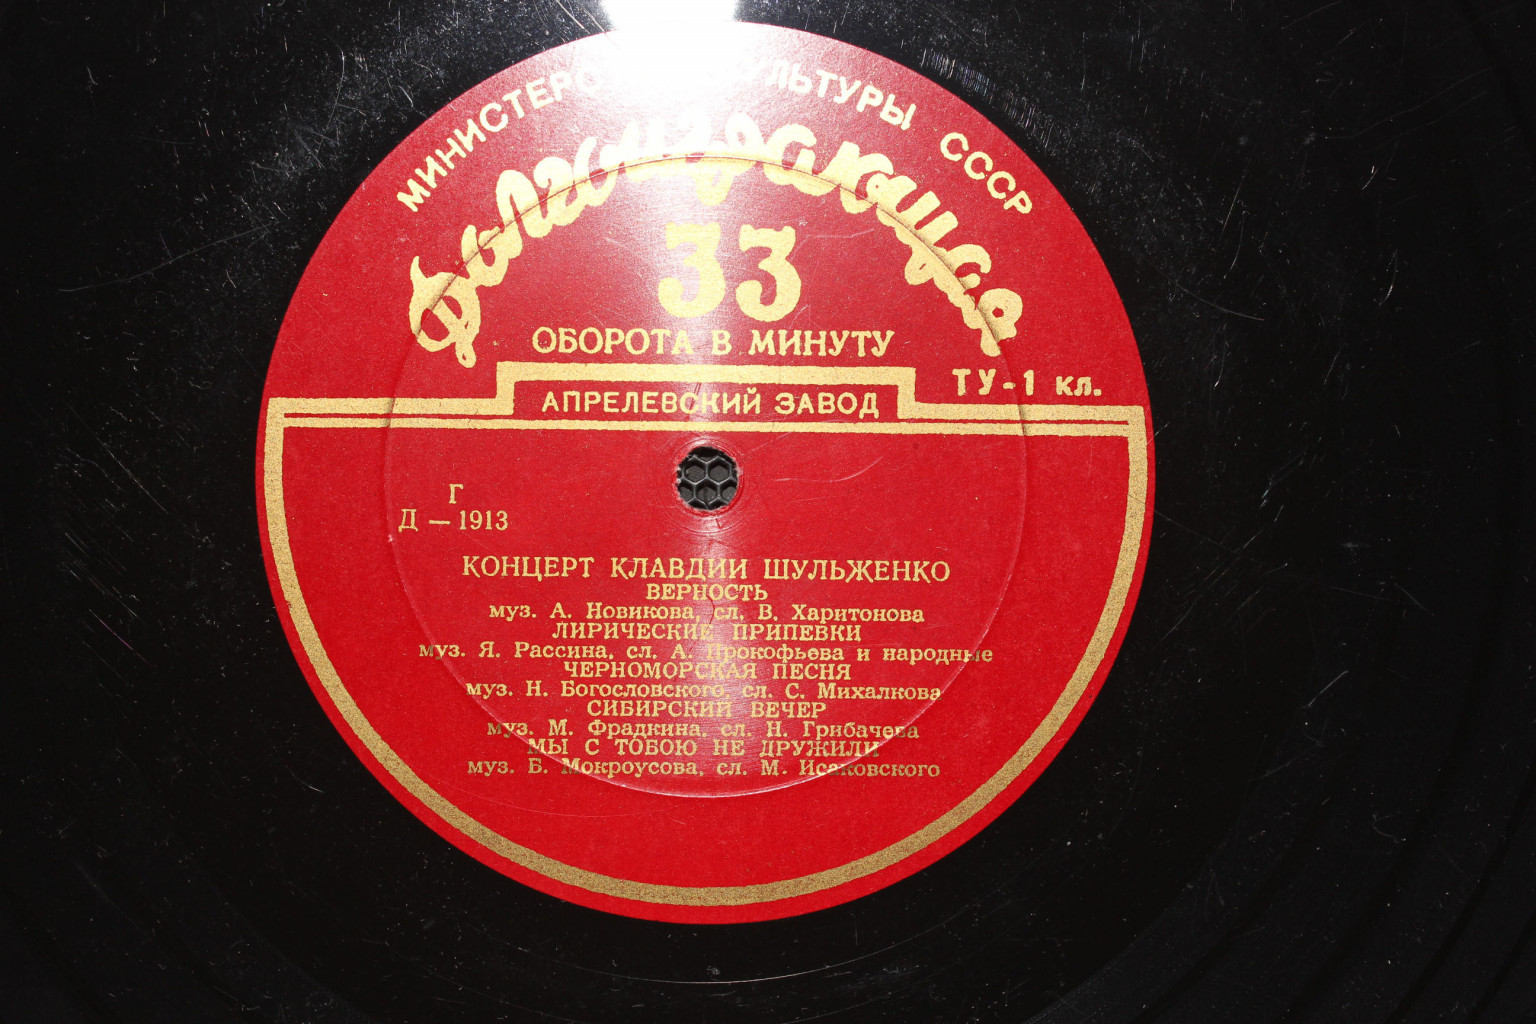 КУЛЬТУРЫ СССР
Долгоиграющая
33
ОБОРОТА В МИНУТУ
ТУ-1 кл.
АПРЕЛЕВСКИЙ ЗАВОД
Г
Д — 1913
КОНЦЕРТ КЛАВДИИ ШУЛЬЖЕНКО
ВЕРНОСТЬ
муз. А. Новикова, сл. В. Харитонова
ЛИРИЧЕСКИЕ ПРИПЕВКИ
муз. Я. Рассина, сл. А. Прокофьева и народные
ЧЕРНОМОРСКАЯ ПЕСНЯ
муз. Н. Богословского, сл. С. Михалкова
СИБИРСКИЙ ВЕЧЕР
муз. М. Фрадкина, сл. Н. Грибачева
МЫ С ТОБОЮ НЕ ДРУЖИЛИ
муз. Б. Мокроусова, сл. М. Исаковского